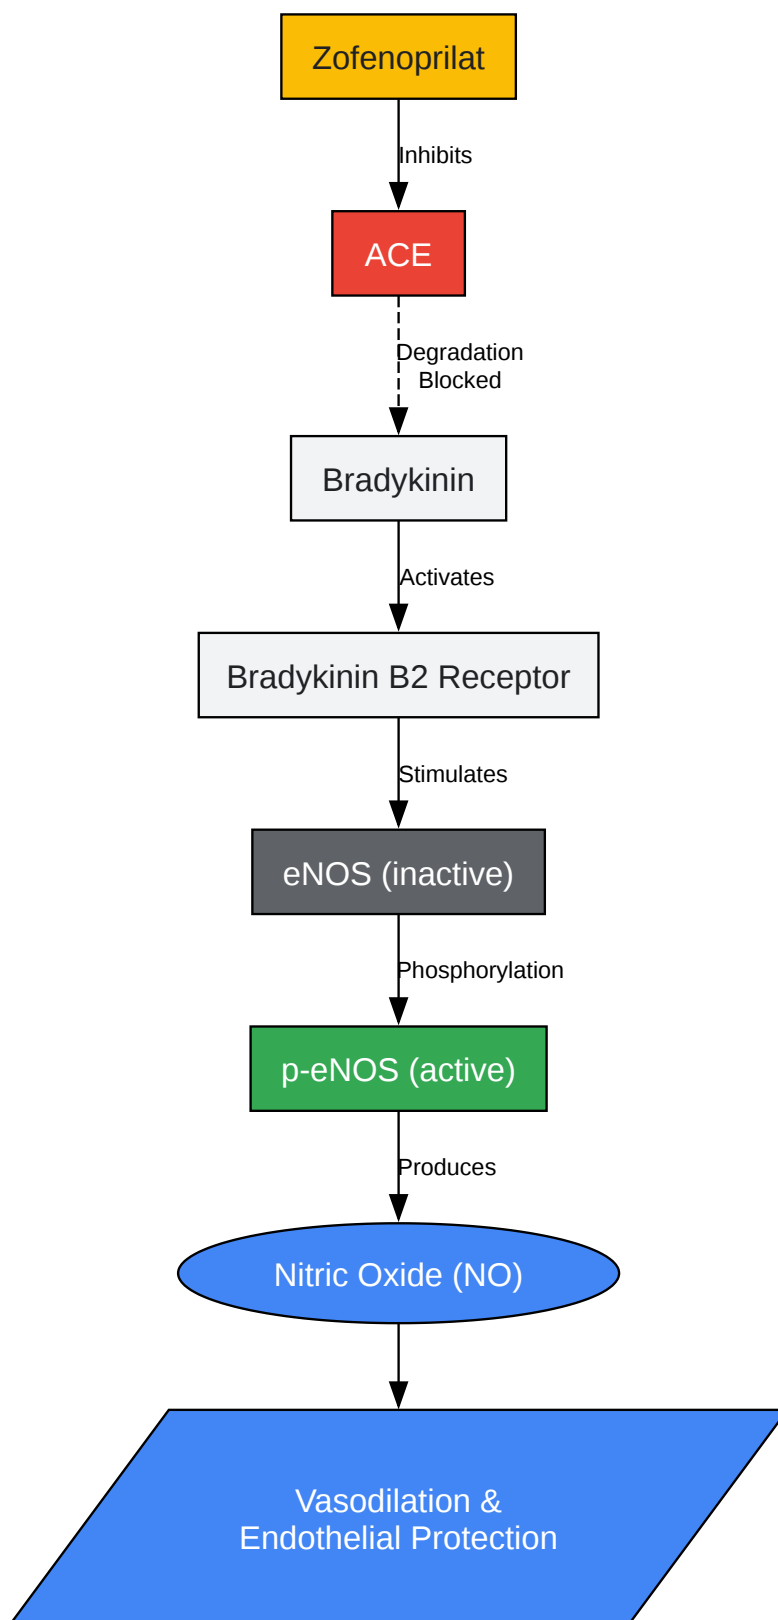 Zofenoprilat
Inhibits
ACE
Degradation
Blocked
Bradykinin
Activates
Bradykinin B2 Receptor
Stimulates
eNOS (inactive)
Phosphorylation
p-eNOS (active)
Produces
Nitric Oxide (NO)
Vasodilation &
Endothelial Protection